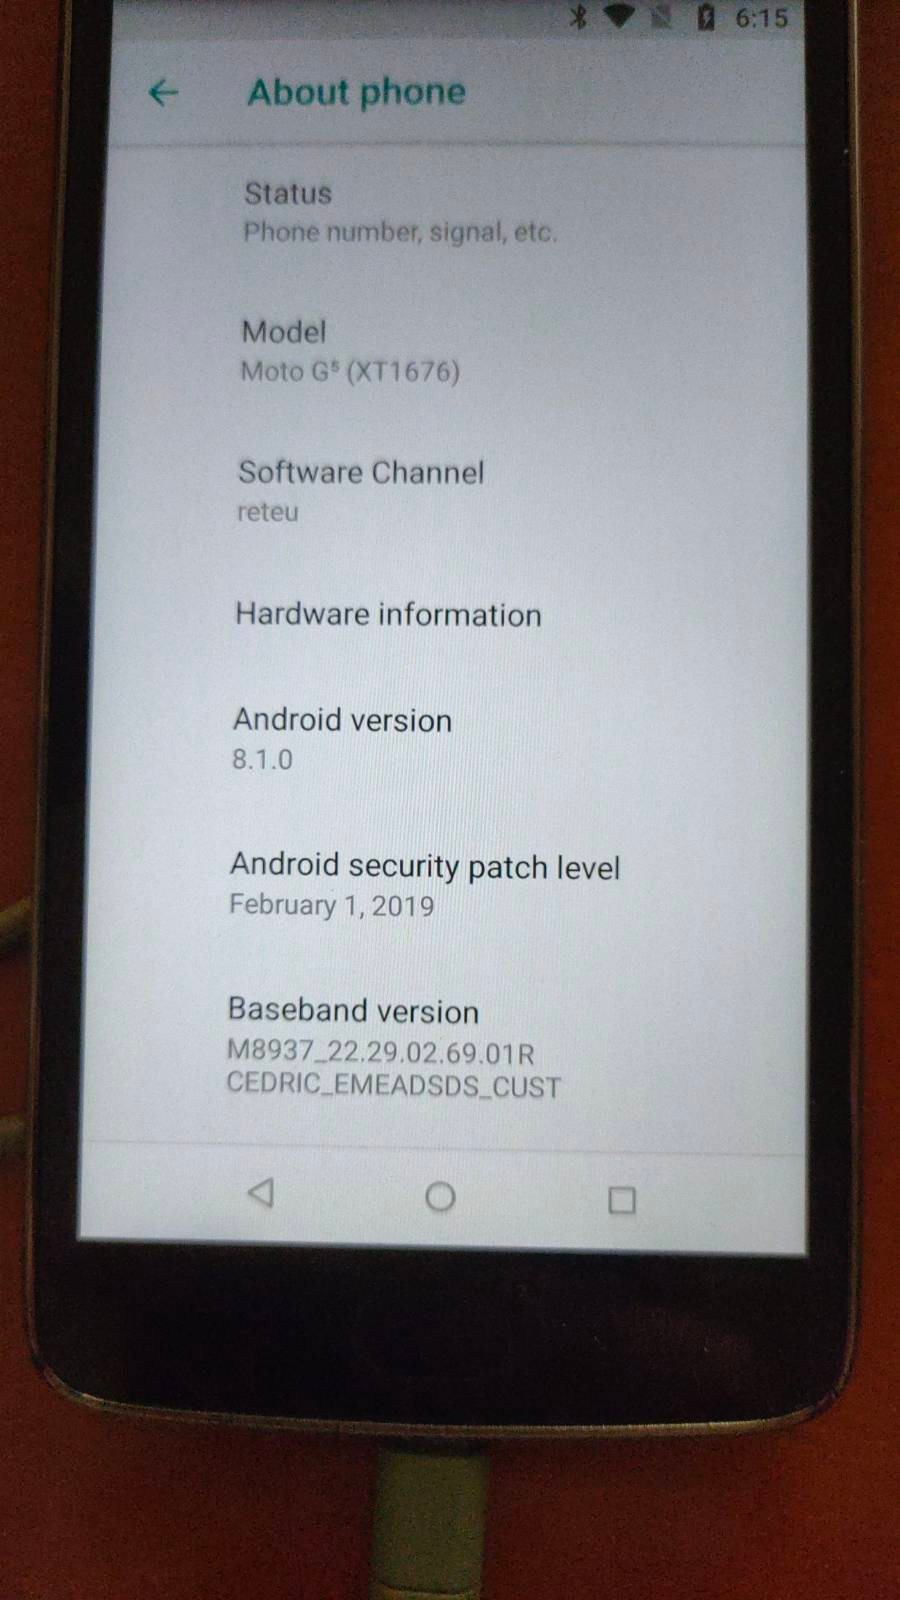 6:15
About phone
Status
Phone number, signal, etc.
Model
Moto G⁵ (XT1676)
Software Channel
reteu
Hardware information
Android version
8.1.0
Android security patch level
February 1, 2019
Baseband version
M8937_22.29.02.69.01R
CEDRIC_EMEADSDS_CUST